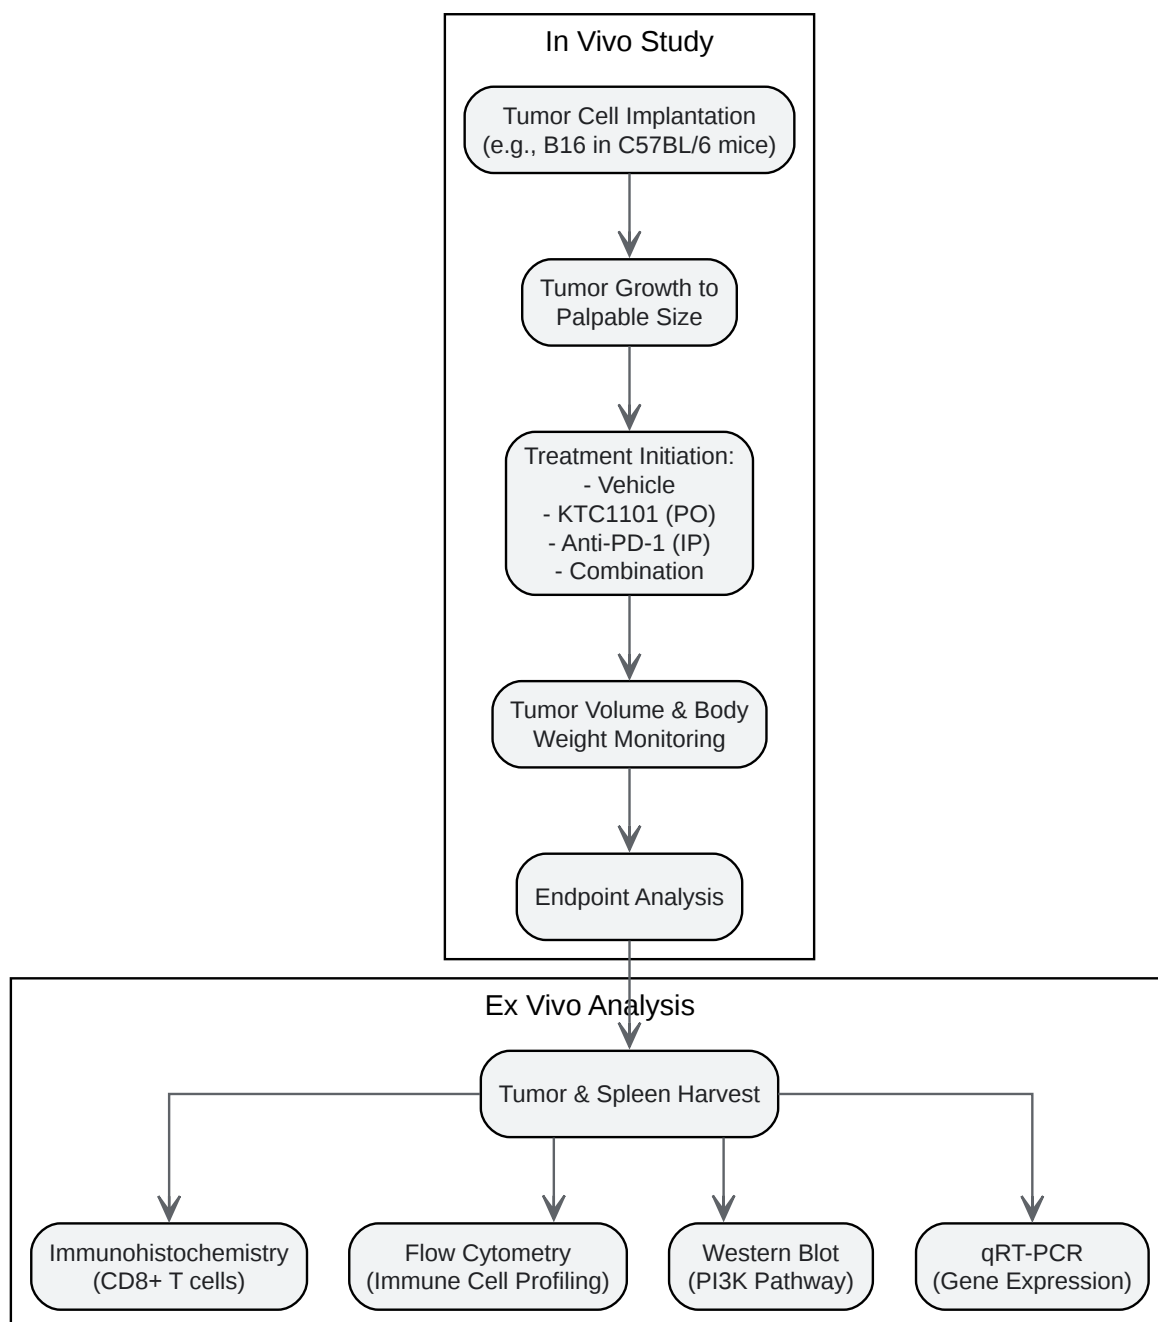 In Vivo Study
Tumor Cell Implantation
(e.g., B16 in C57BL/6 mice)
Tumor Growth to
Palpable Size
Treatment Initiation:
- Vehicle
- KTC1101 (PO)
- Anti-PD-1 (IP)
- Combination
Tumor Volume & Body
Weight Monitoring
Endpoint Analysis
Ex Vivo Analysis
Tumor & Spleen Harvest
Immunohistochemistry
(CD8+ T cells)
Flow Cytometry
(Immune Cell Profiling)
Western Blot
(PI3K Pathway)
qRT-PCR
(Gene Expression)